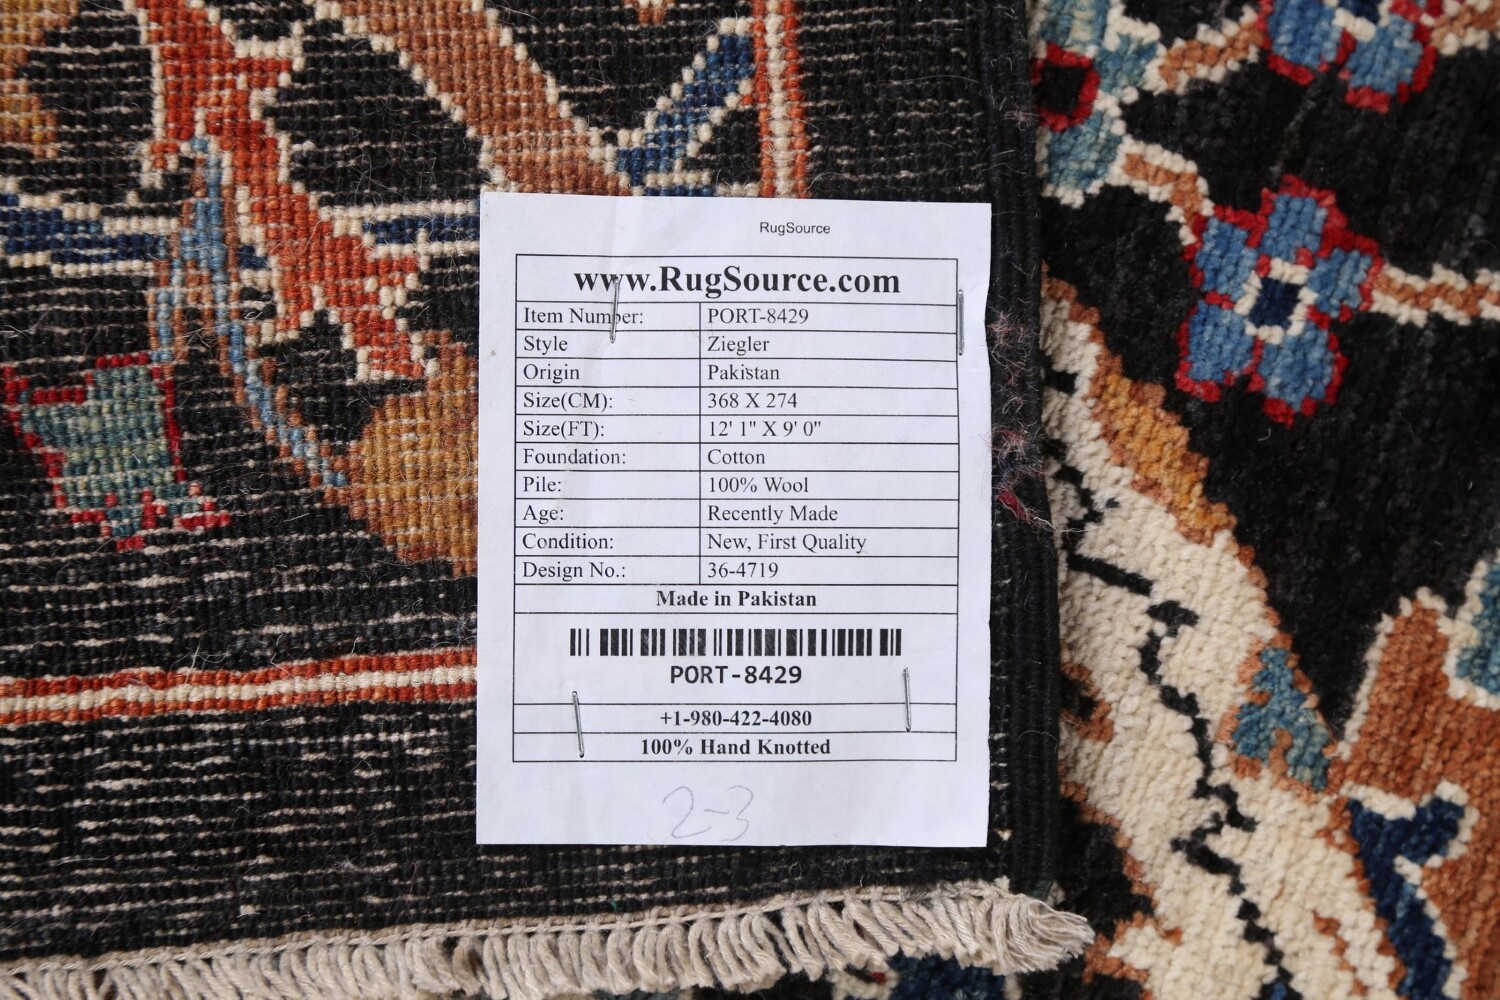 RugSource
www.RugSource.com
Item Number: PORT-8429
Style Ziegler
Origin Pakistan
Size(CM): 368 X 274
Size(FT): 12' 1" X 9' 0"
Foundation: Cotton
Pile: 100% Wool
Age: Recently Made
Condition: New, First Quality
Design No.: 36-4719
Made in Pakistan
PORT-8429
+1-980-422-4080
100% Hand Knotted
2-3